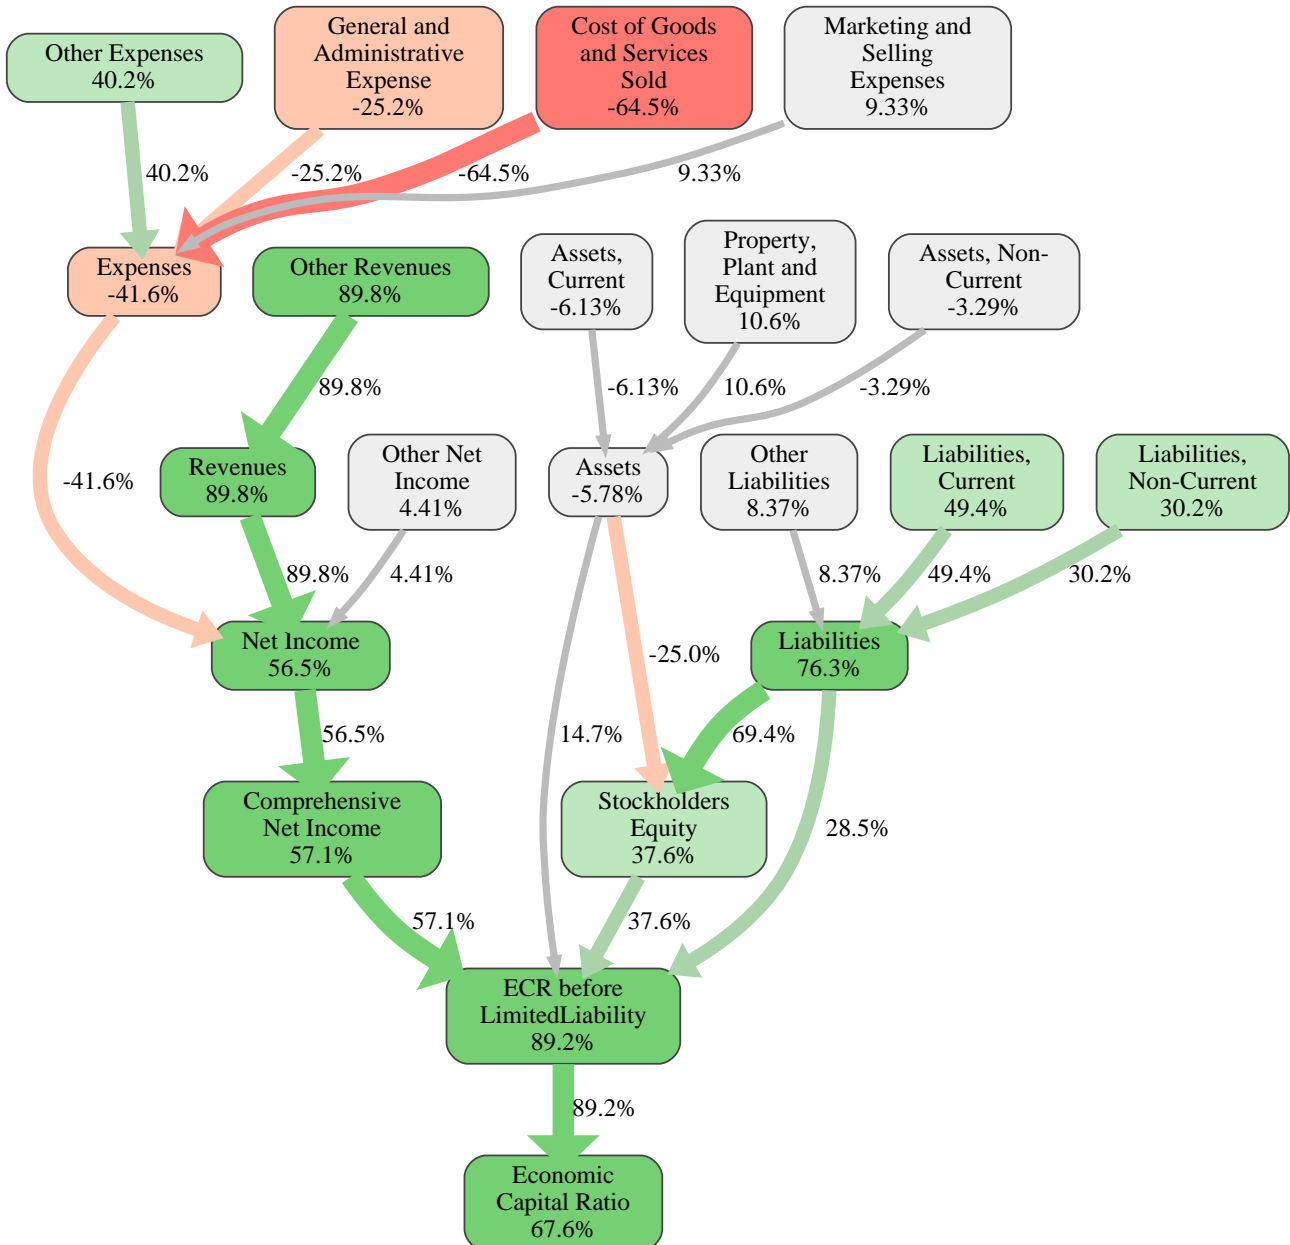 Other Expenses
40.2%
General and
Administrative
Expense
-25.2%
Cost of Goods
and Services
Sold
-64.5%
Marketing and
Selling
Expenses
9.33%
40.2%
-25.2%
-64.5%
9.33%
Expenses
-41.6%
Other Revenues
89.8%
Assets,
Current
-6.13%
Property,
Plant and
Equipment
10.6%
Assets, Non-
Current
-3.29%
89.8%
-6.13%
10.6%
-3.29%
-41.6%
Revenues
89.8%
Other Net
Income
4.41%
Assets
-5.78%
Other
Liabilities
8.37%
Liabilities,
Current
49.4%
Liabilities,
Non-Current
30.2%
89.8%
4.41%
8.37%
49.4%
30.2%
Net Income
56.5%
-25.0%
Liabilities
76.3%
56.5%
14.7%
69.4%
Comprehensive
Net Income
57.1%
Stockholders
Equity
37.6%
28.5%
57.1%
37.6%
ECR before
LimitedLiability
89.2%
89.2%
Economic
Capital Ratio
67.6%